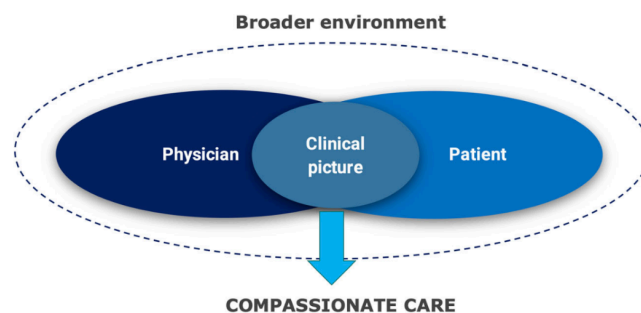 Broader environment
Physician
Clinical
picture
Patient
COMPASSIONATE CARE